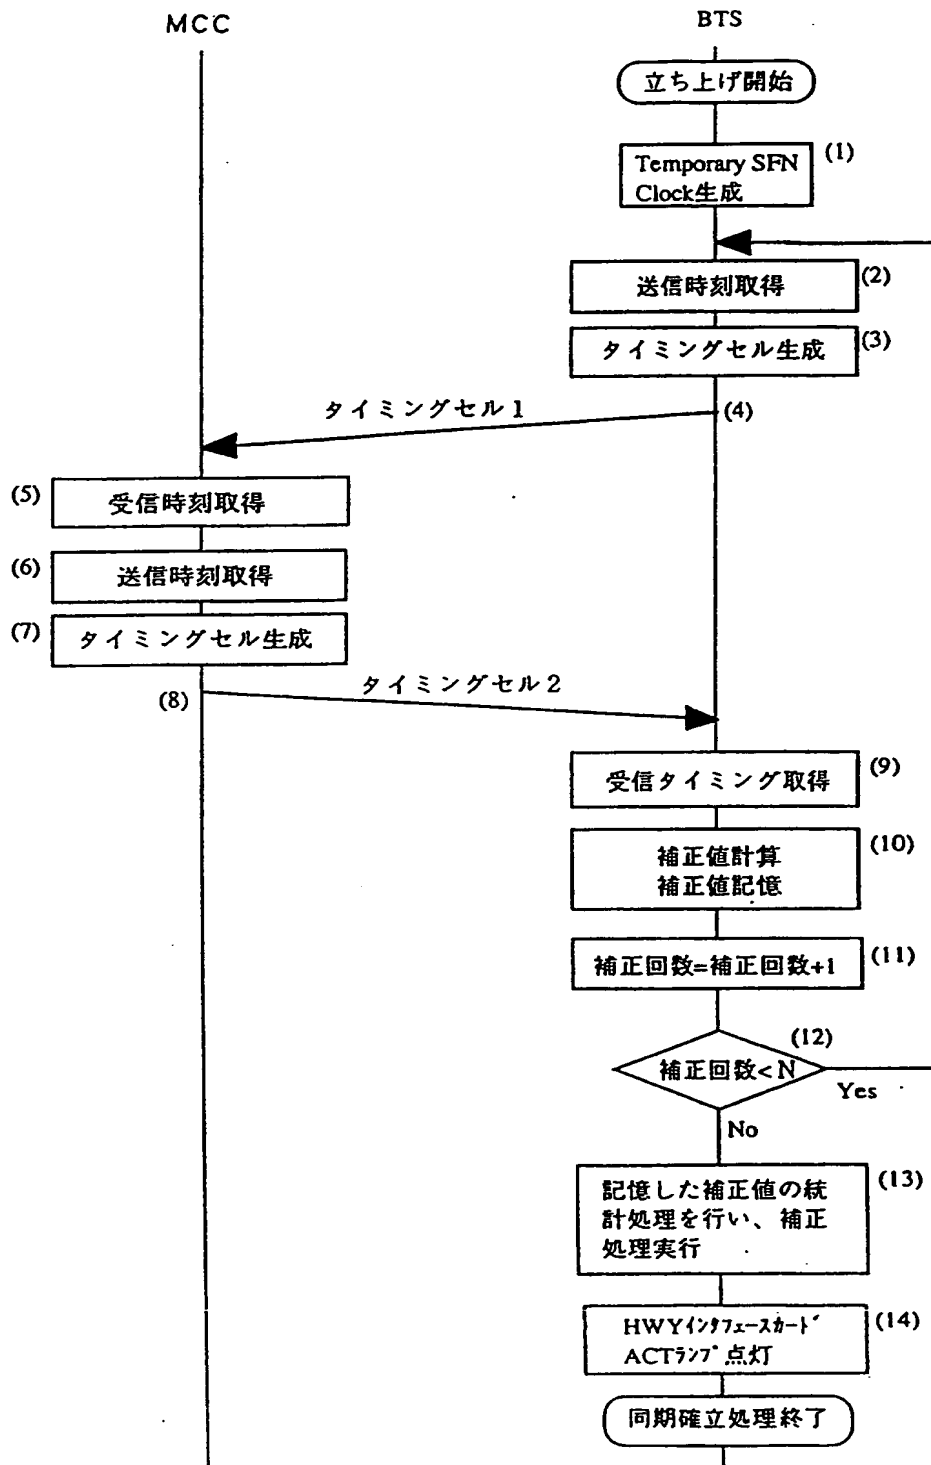 MCC
BTS
立ち上げ開始
(1)
Temporary SFN
Clock生成
(2)
送信時刻取得
(3)
タイミングセル生成
タイミングセル1
(4)
(5)
受信時刻取得
(6)
送信時刻取得
(7)
タイミングセル生成
(8)
タイミングセル2
(9)
受信タイミング取得
(10)
補正値計算
補正値記憶
(11)
補正回数=補正回数+1
(12)
補正回数<N
Yes
No
(13)
記憶した補正値の統
計処理を行い、補正
処理実行
(14)
HWYインタフェースカード
ACTランプ点灯
同期確立処理終了